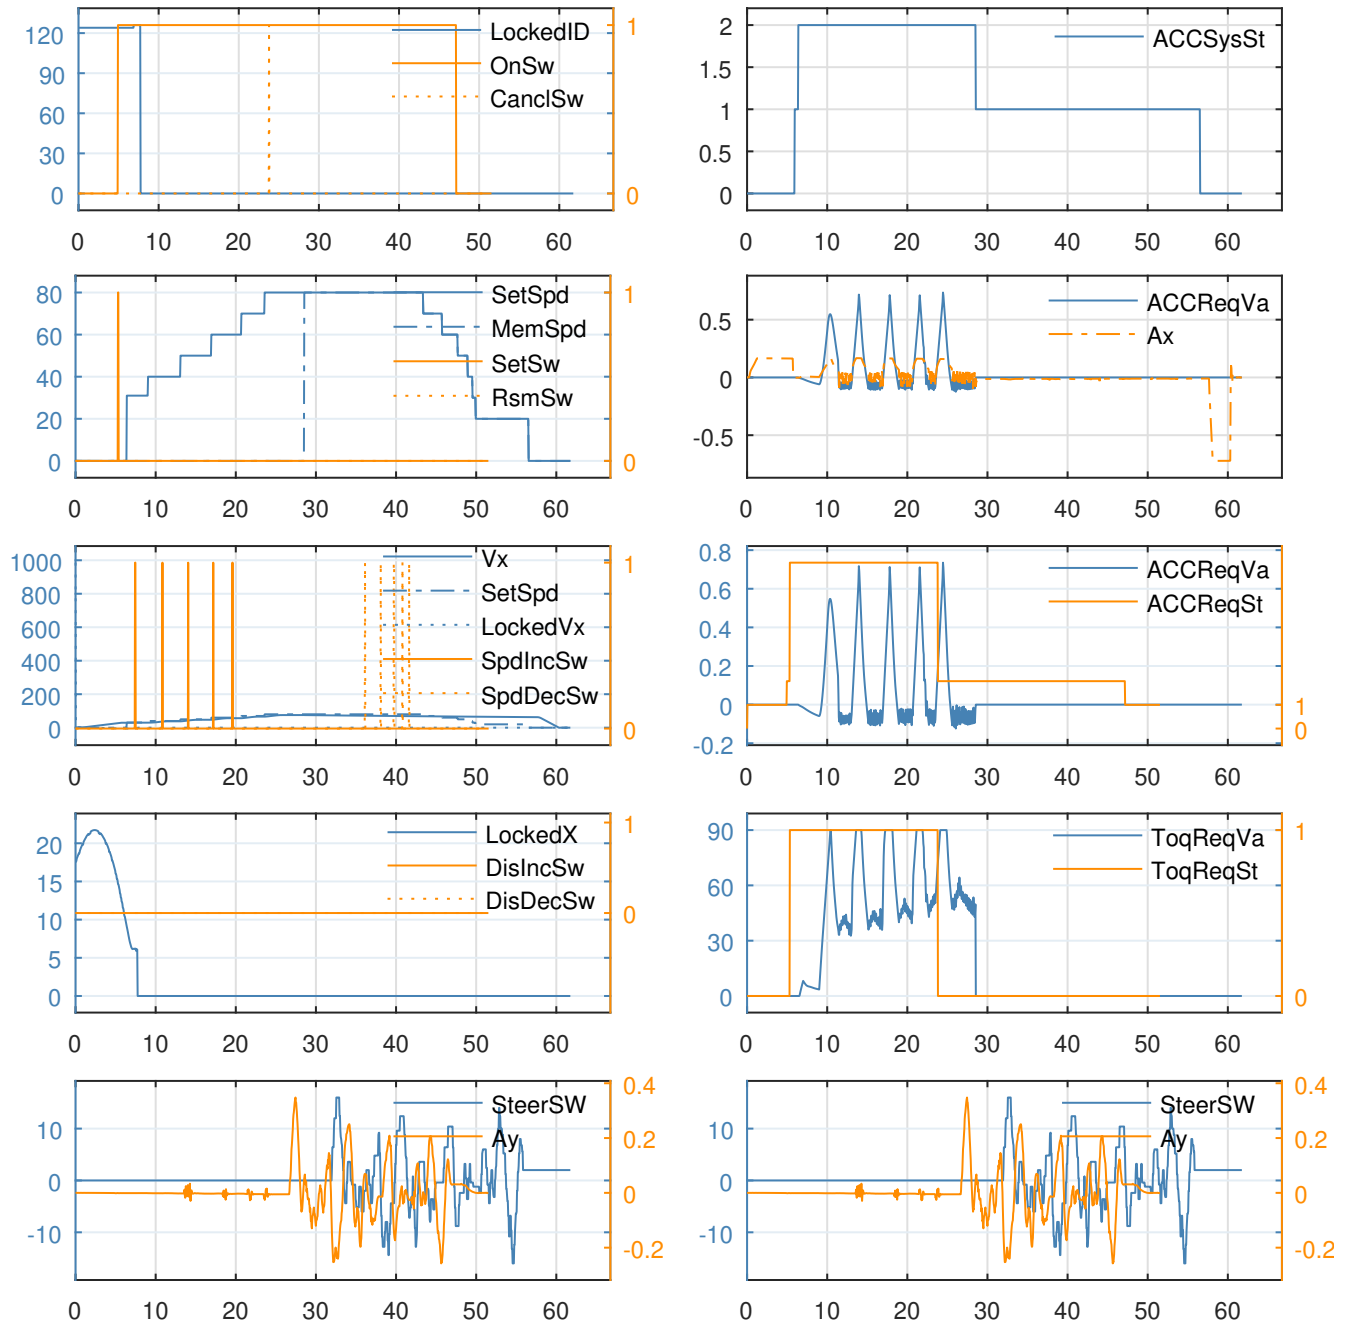 120
90
60
30
0
1
0
LockedID
OnSw
CanclSw
0 10 20 30 40 50 60
2
1.5
1
0.5
0
ACCSysSt
0 10 20 30 40 50 60
80
60
40
20
0
1
0
SetSpd
MemSpd
SetSw
RsmSw
0 10 20 30 40 50 60
0.5
0
-0.5
ACCReqVa
Ax
0 10 20 30 40 50 60
1000
800
600
400
200
0
1
0
Vx
SetSpd
LockedVx
SpdIncSw
SpdDecSw
0 10 20 30 40 50 60
0.8
0.6
0.4
0.2
0
-0.2
1
0
ACCReqVa
ACCReqSt
0 10 20 30 40 50 60
20
15
10
5
0
1
0
LockedX
DisIncSw
DisDecSw
0 10 20 30 40 50 60
90
60
30
0
1
0
ToqReqVa
ToqReqSt
0 10 20 30 40 50 60
10
0
-10
0.4
0.2
0
-0.2
SteerSW
Ay
0 10 20 30 40 50 60
10
0
-10
0.4
0.2
0
-0.2
SteerSW
Ay
0 10 20 30 40 50 60